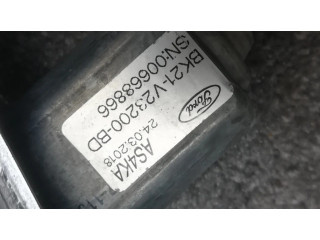 Ford
BK21-V23200-BD
SN:00668866
AS4KA
24.03.2018